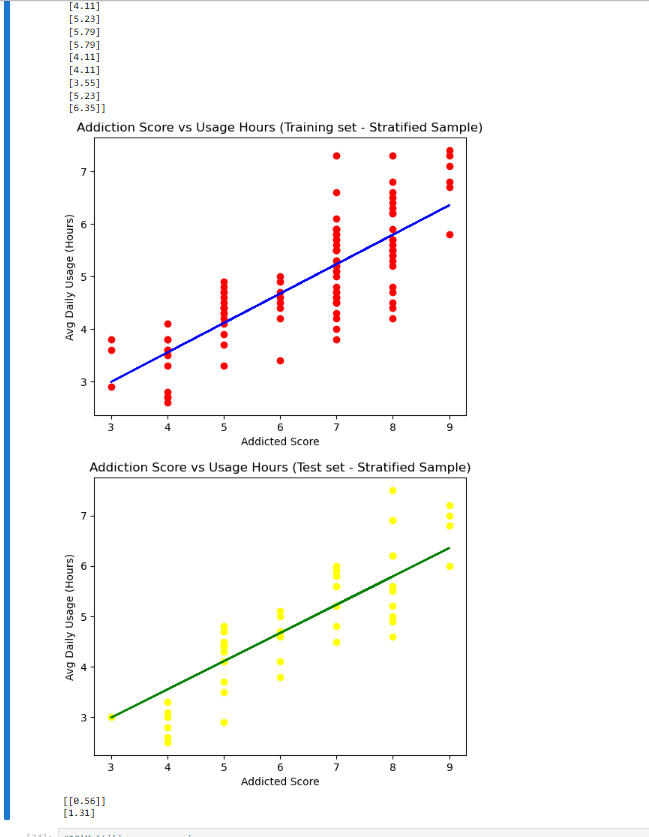 [4.11]
[5.23]
[5.79]
[5.79]
[4.11]
[4.11]
[3.55]
[5.23]
[6.35]]
Addiction Score vs Usage Hours (Training set - Stratified Sample)
7
6
5
4
3
Avg Daily Usage (Hours)
3 4 5 6 7 8 9
Addicted Score
Addiction Score vs Usage Hours (Test set - Stratified Sample)
7
6
5
4
3
Avg Daily Usage (Hours)
3 4 5 6 7 8 9
Addicted Score
[[0.56]]
[1.31]